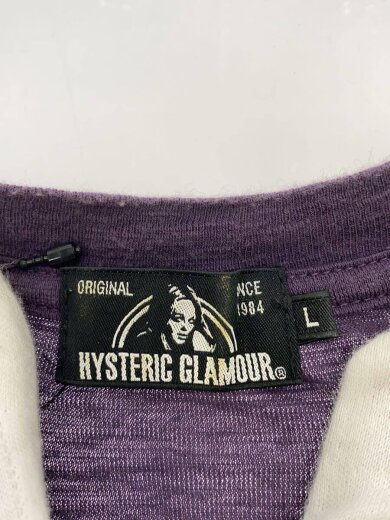 ORIGINAL
NCE
1984
L
HYSTERIC GLAMOUR®